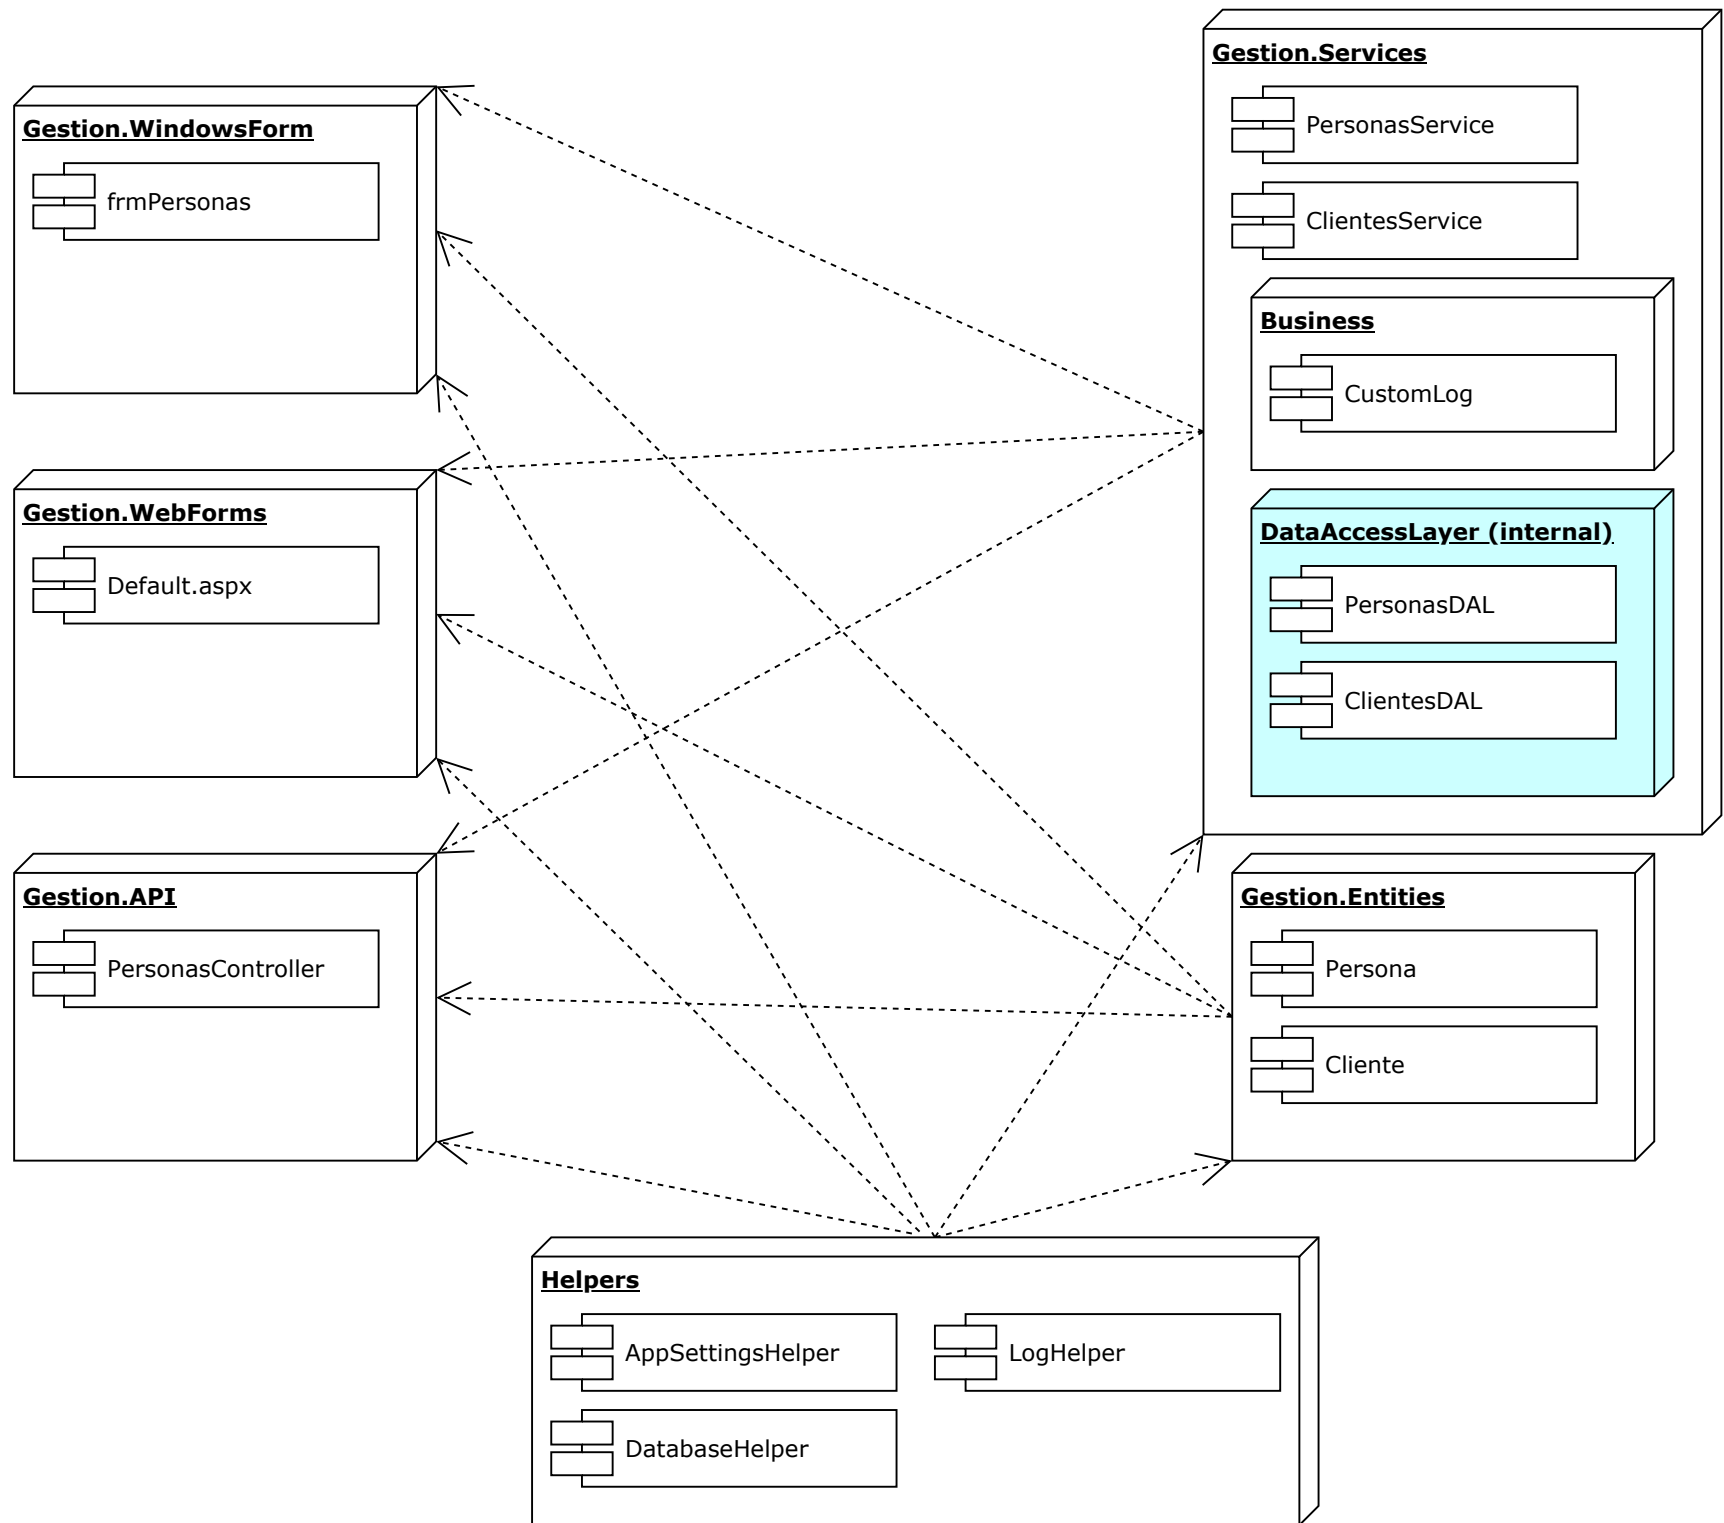 Gestion.WindowsForm
frmPersonas
Gestion.WebForms
Default.aspx
Gestion.API
PersonasController
Gestion.Services
PersonasService
ClientesService
Business
CustomLog
DataAccessLayer (internal)
PersonasDAL
ClientesDAL
Gestion.Entities
Persona
Cliente
Helpers
AppSettingsHelper
LogHelper
DatabaseHelper